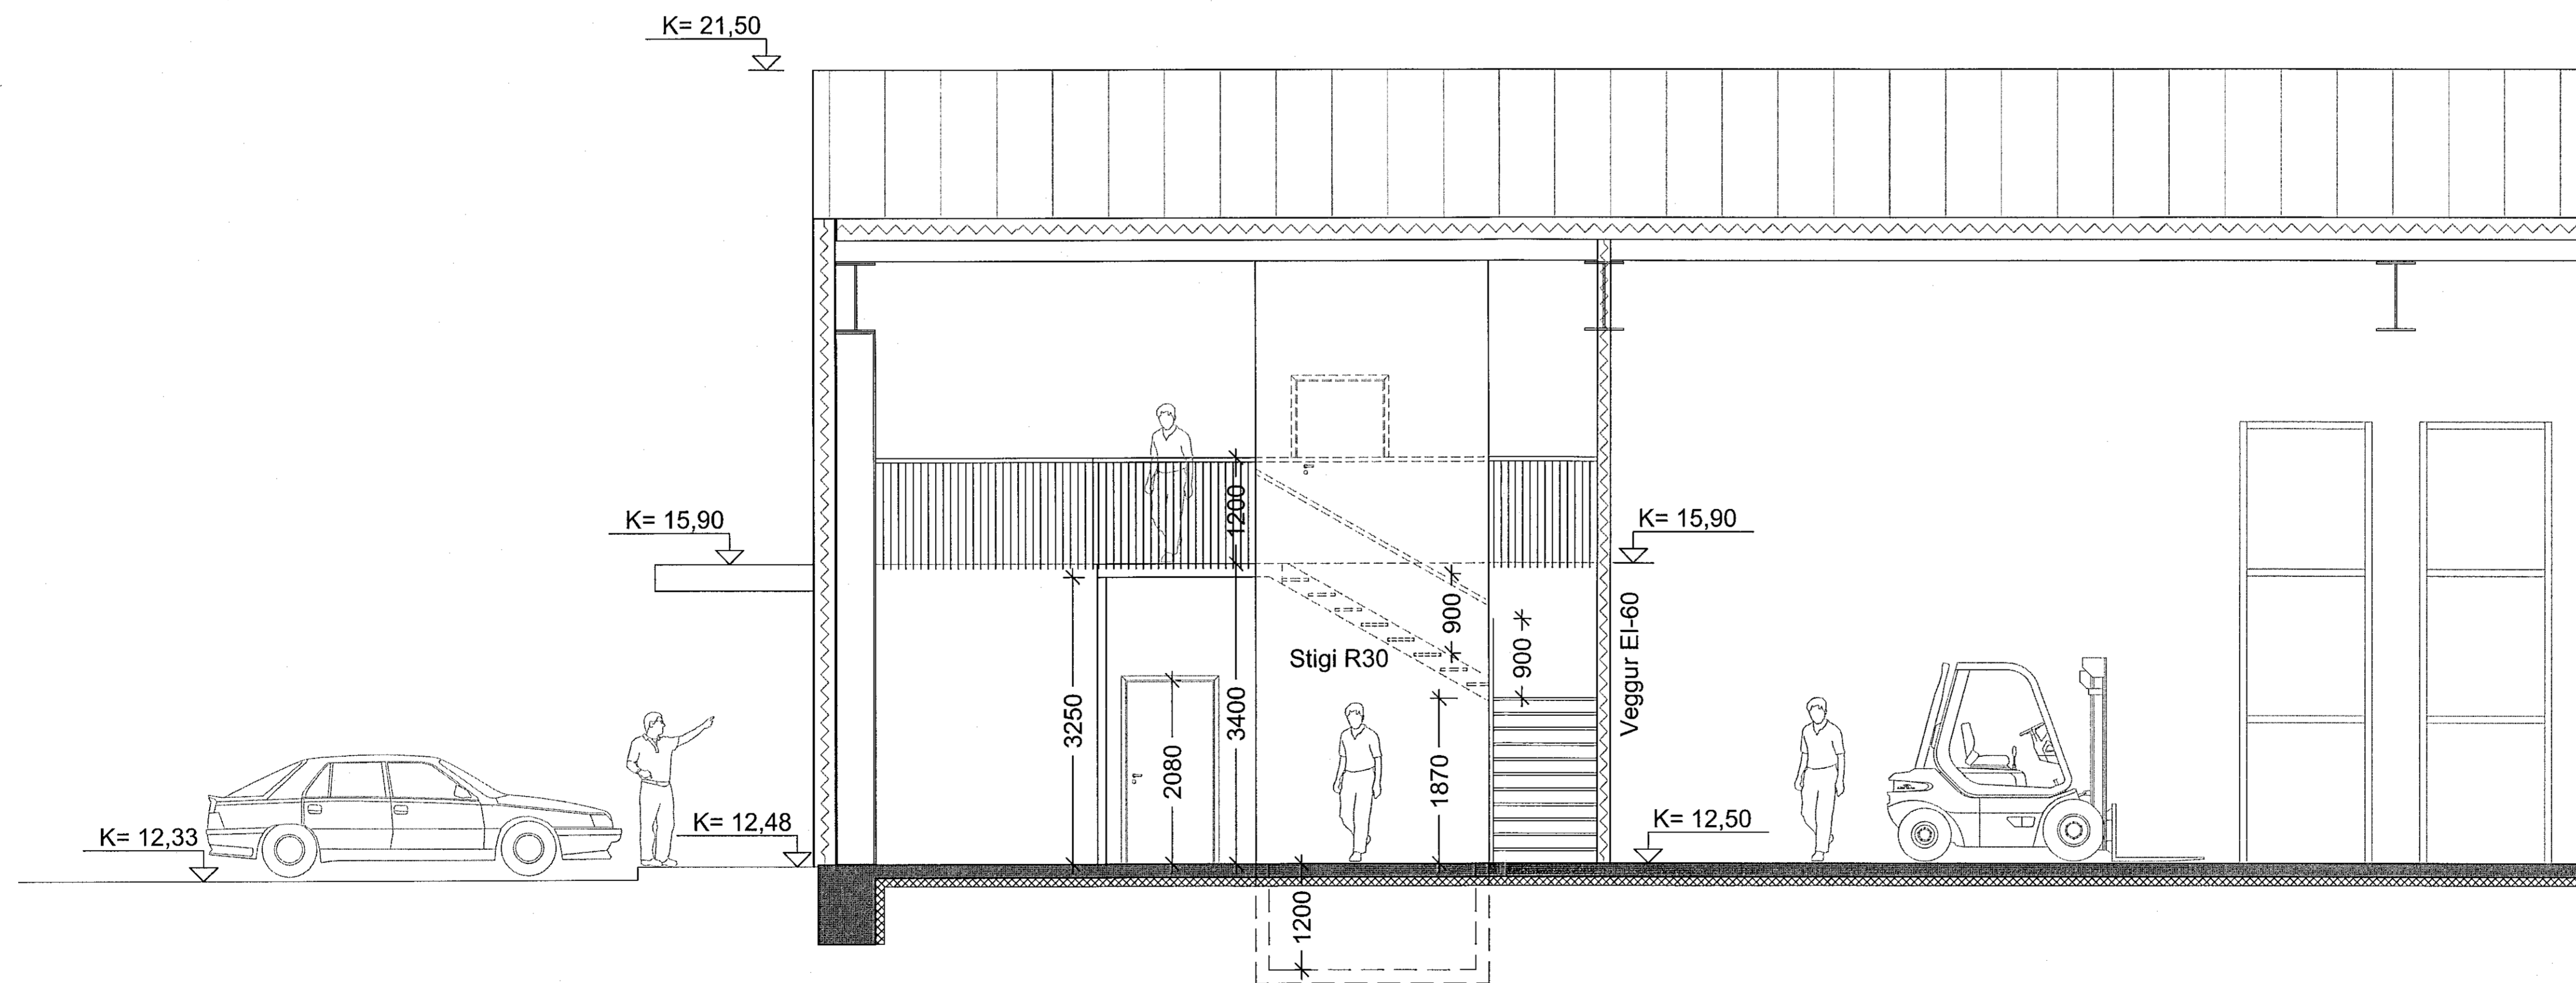 K= 21,50
K= 15,90
K= 15,90
1200
900
900
Veggur EI-60
Stigi R30
3250
3400
2080
1870
K= 12,33
K= 12,48
K= 12,50
1200